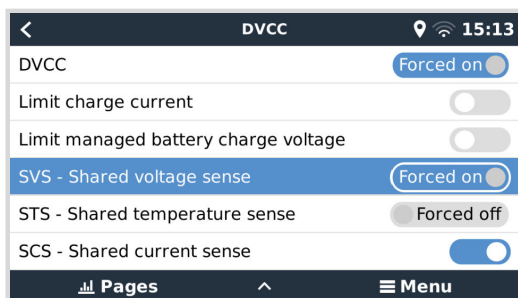 DVCC 15:13
DVCC Forced on
Limit charge current
Limit managed battery charge voltage
SVS - Shared voltage sense Forced on
STS - Shared temperature sense Forced off
SCS - Shared current sense
Pages Menu